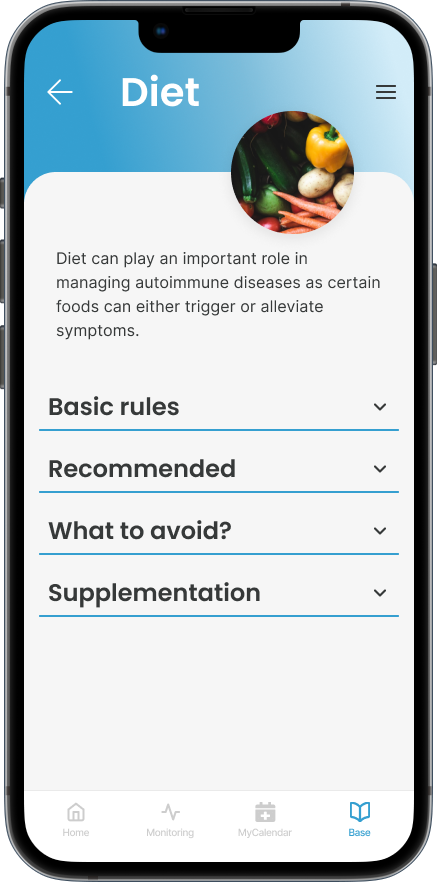 Diet
Diet can play an important role in
managing autoimmune diseases as certain
foods can either trigger or alleviate
symptoms.
Basic rules
Recommended
What to avoid?
Supplementation
Home
Monitoring
MyCalendar
Base